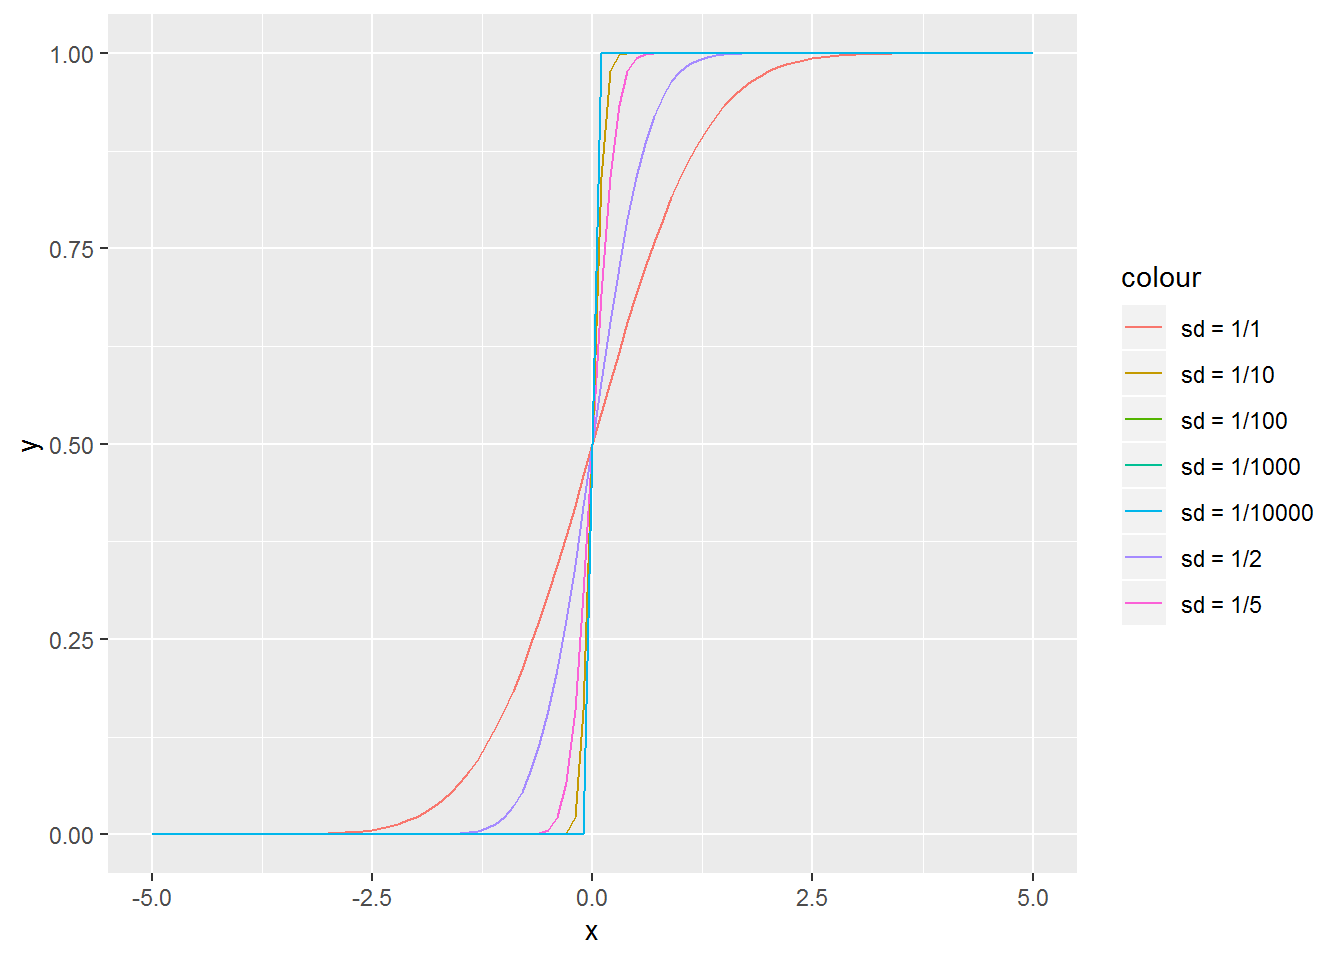 1.00
0.75
0.50
0.25
0.00
y
-5.0
-2.5
0.0
2.5
5.0
x
colour
sd = 1/1
sd = 1/10
sd = 1/100
sd = 1/1000
sd = 1/10000
sd = 1/2
sd = 1/5